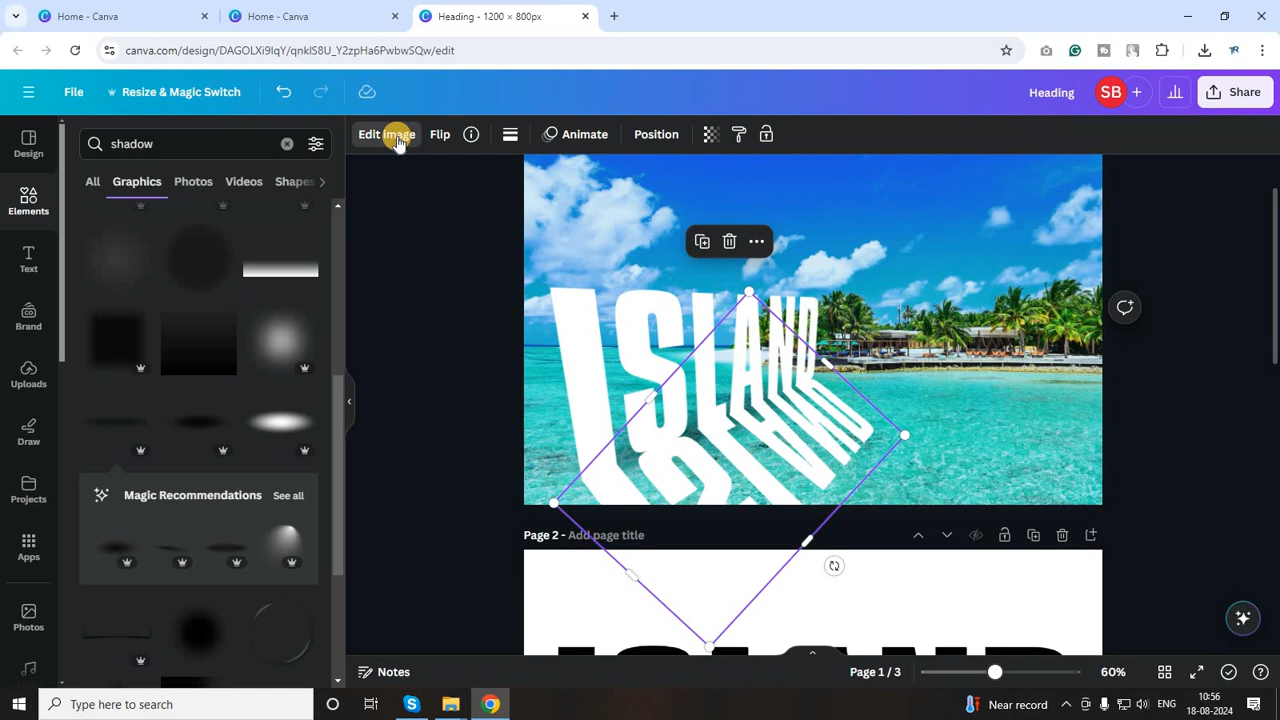 Home - Canva
Home - Canva
Heading - 1200 × 800px
canva.com/design/DAGOLXi9IqY/qnkIS8U_Y2zpHa6PwbwSQw/edit
File
Resize & Magic Switch
Heading
SB
Share
Design
Elements
Text
Brand
Uploads
Draw
Projects
Apps
Photos
shadow
All
Graphics
Photos
Videos
Shapes
Magic Recommendations
See all
Edit image
Flip
Animate
Position
ISLAND
ISLAND
Page 2 - Add page title
ISLAND
Notes
Page 1 / 3
60%
Type here to search
Near record
ENG
10:56
18-08-2024